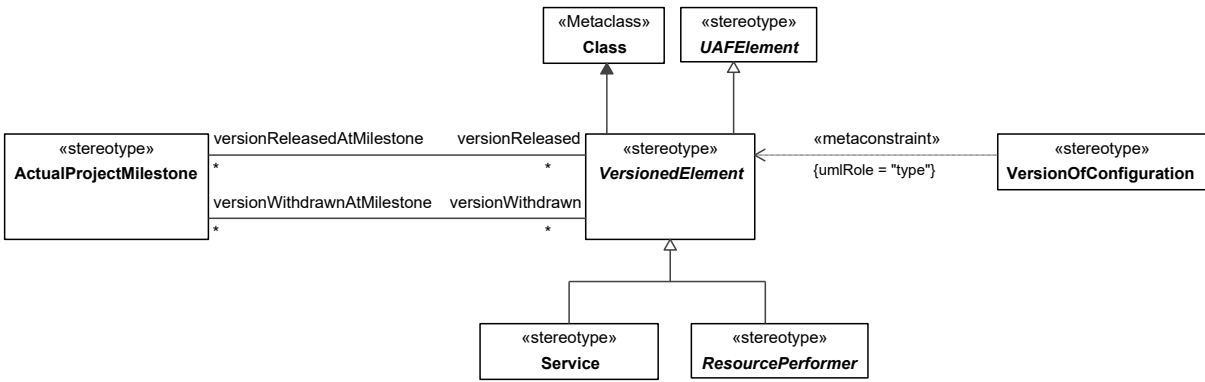 «Metaclass»
Class
«stereotype»
UAFElement
«stereotype»
ActualProjectMilestone
versionReleasedAtMilestone
versionReleased
*
*
versionWithdrawnAtMilestone
versionWithdrawn
*
*
«stereotype»
VersionedElement
«metaconstraint»
{umlRole = "type"}
«stereotype»
VersionOfConfiguration
«stereotype»
Service
«stereotype»
ResourcePerformer